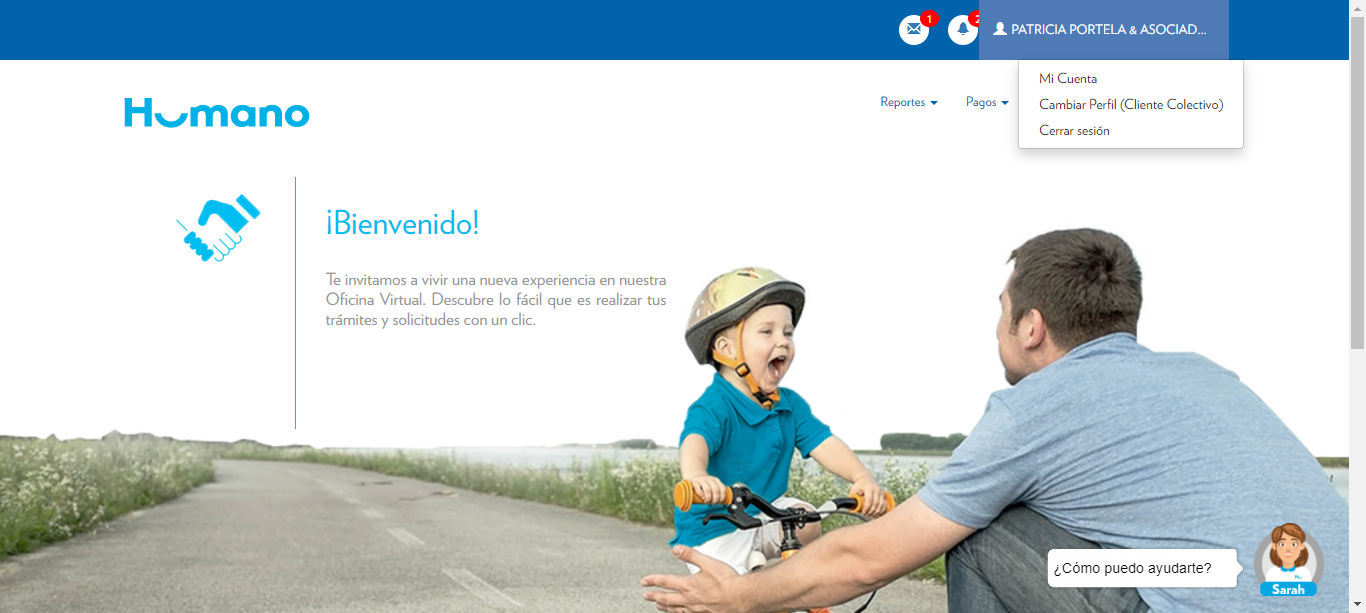 1
2
PATRICIA PORTELA & ASOCIAD...
Mi Cuenta
Cambiar Perfil (Cliente Colectivo)
Cerrar sesión
Humano
Reportes
Pagos
¡Bienvenido!
Te invitamos a vivir una nueva experiencia en nuestra
Oficina Virtual. Descubre lo fácil que es realizar tus
trámites y solicitudes con un clic.
¿Cómo puedo ayudarte?
Sarah